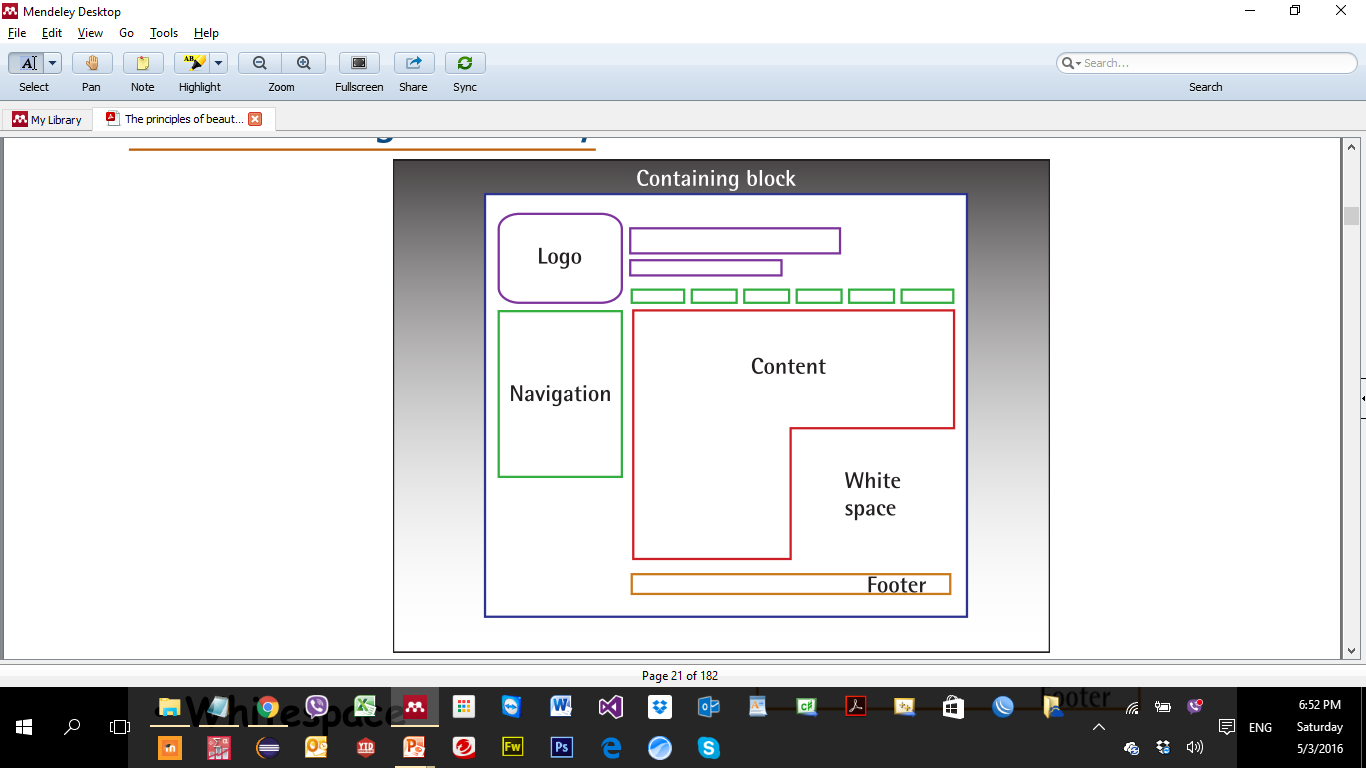 Mendeley Desktop
File Edit View Go Tools Help
Select Pan Note Highlight Zoom Fullscreen Share Sync
Search...
Search
My Library
The principles of beaut...
Containing block
Logo
Content
Navigation
White
space
Footer
Page 21 of 182
Whitespace
Footer
ENG
6:52 PM
Saturday
5/3/2016